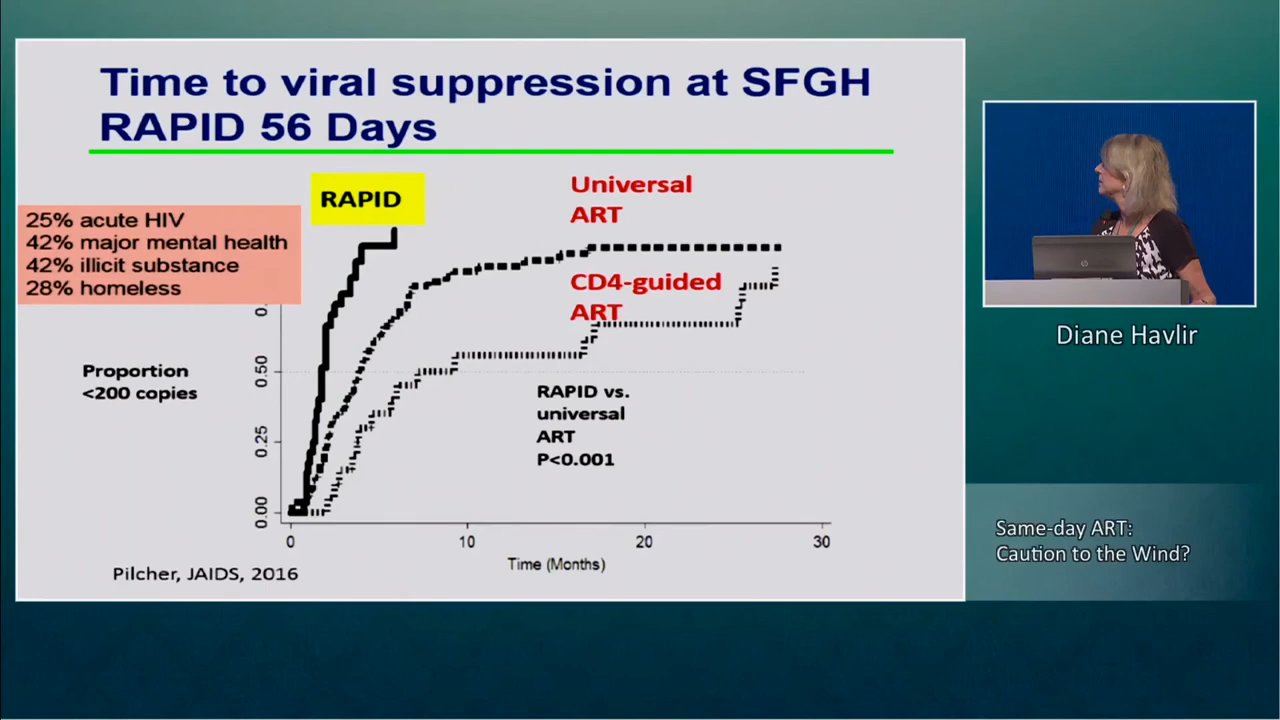 Time to viral suppression at SFGH
RAPID 56 Days
RAPID
Universal
ART
25% acute HIV
42% major mental health
42% illicit substance
28% homeless
CD4-guided
ART
0.
Proportion
<200 copies
0.50
0.25
0.00
RAPID vs.
universal
ART
P<0.001
0
10
20
30
Time (Months)
Pilcher, JAIDS, 2016
hp
Diane Havlir
Same-day ART:
Caution to the Wind?